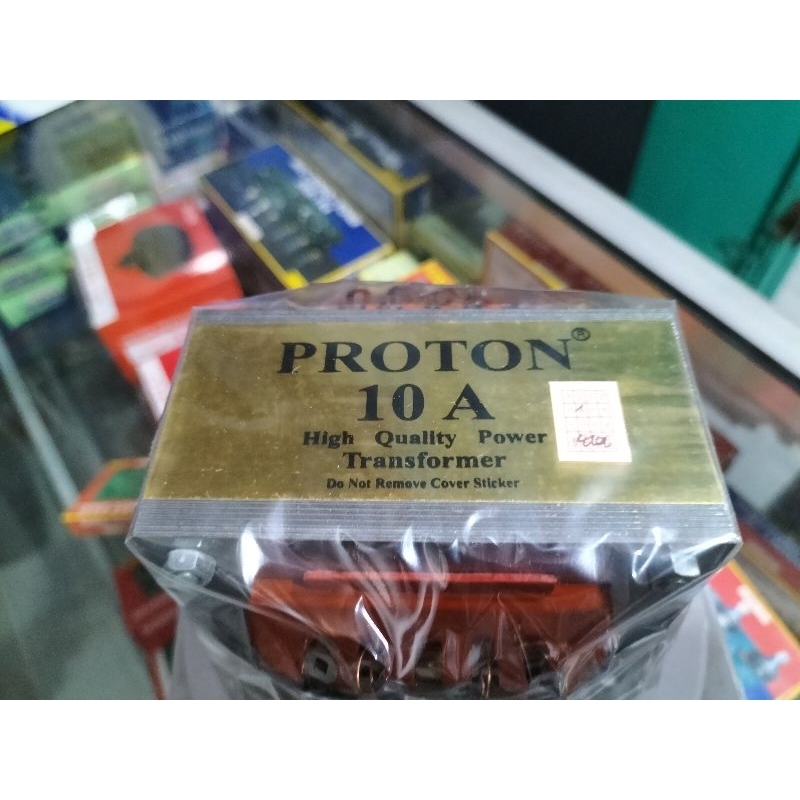 PROTON®
10 A
High Quality Power
Transformer
Do Not Remove Cover Sticker